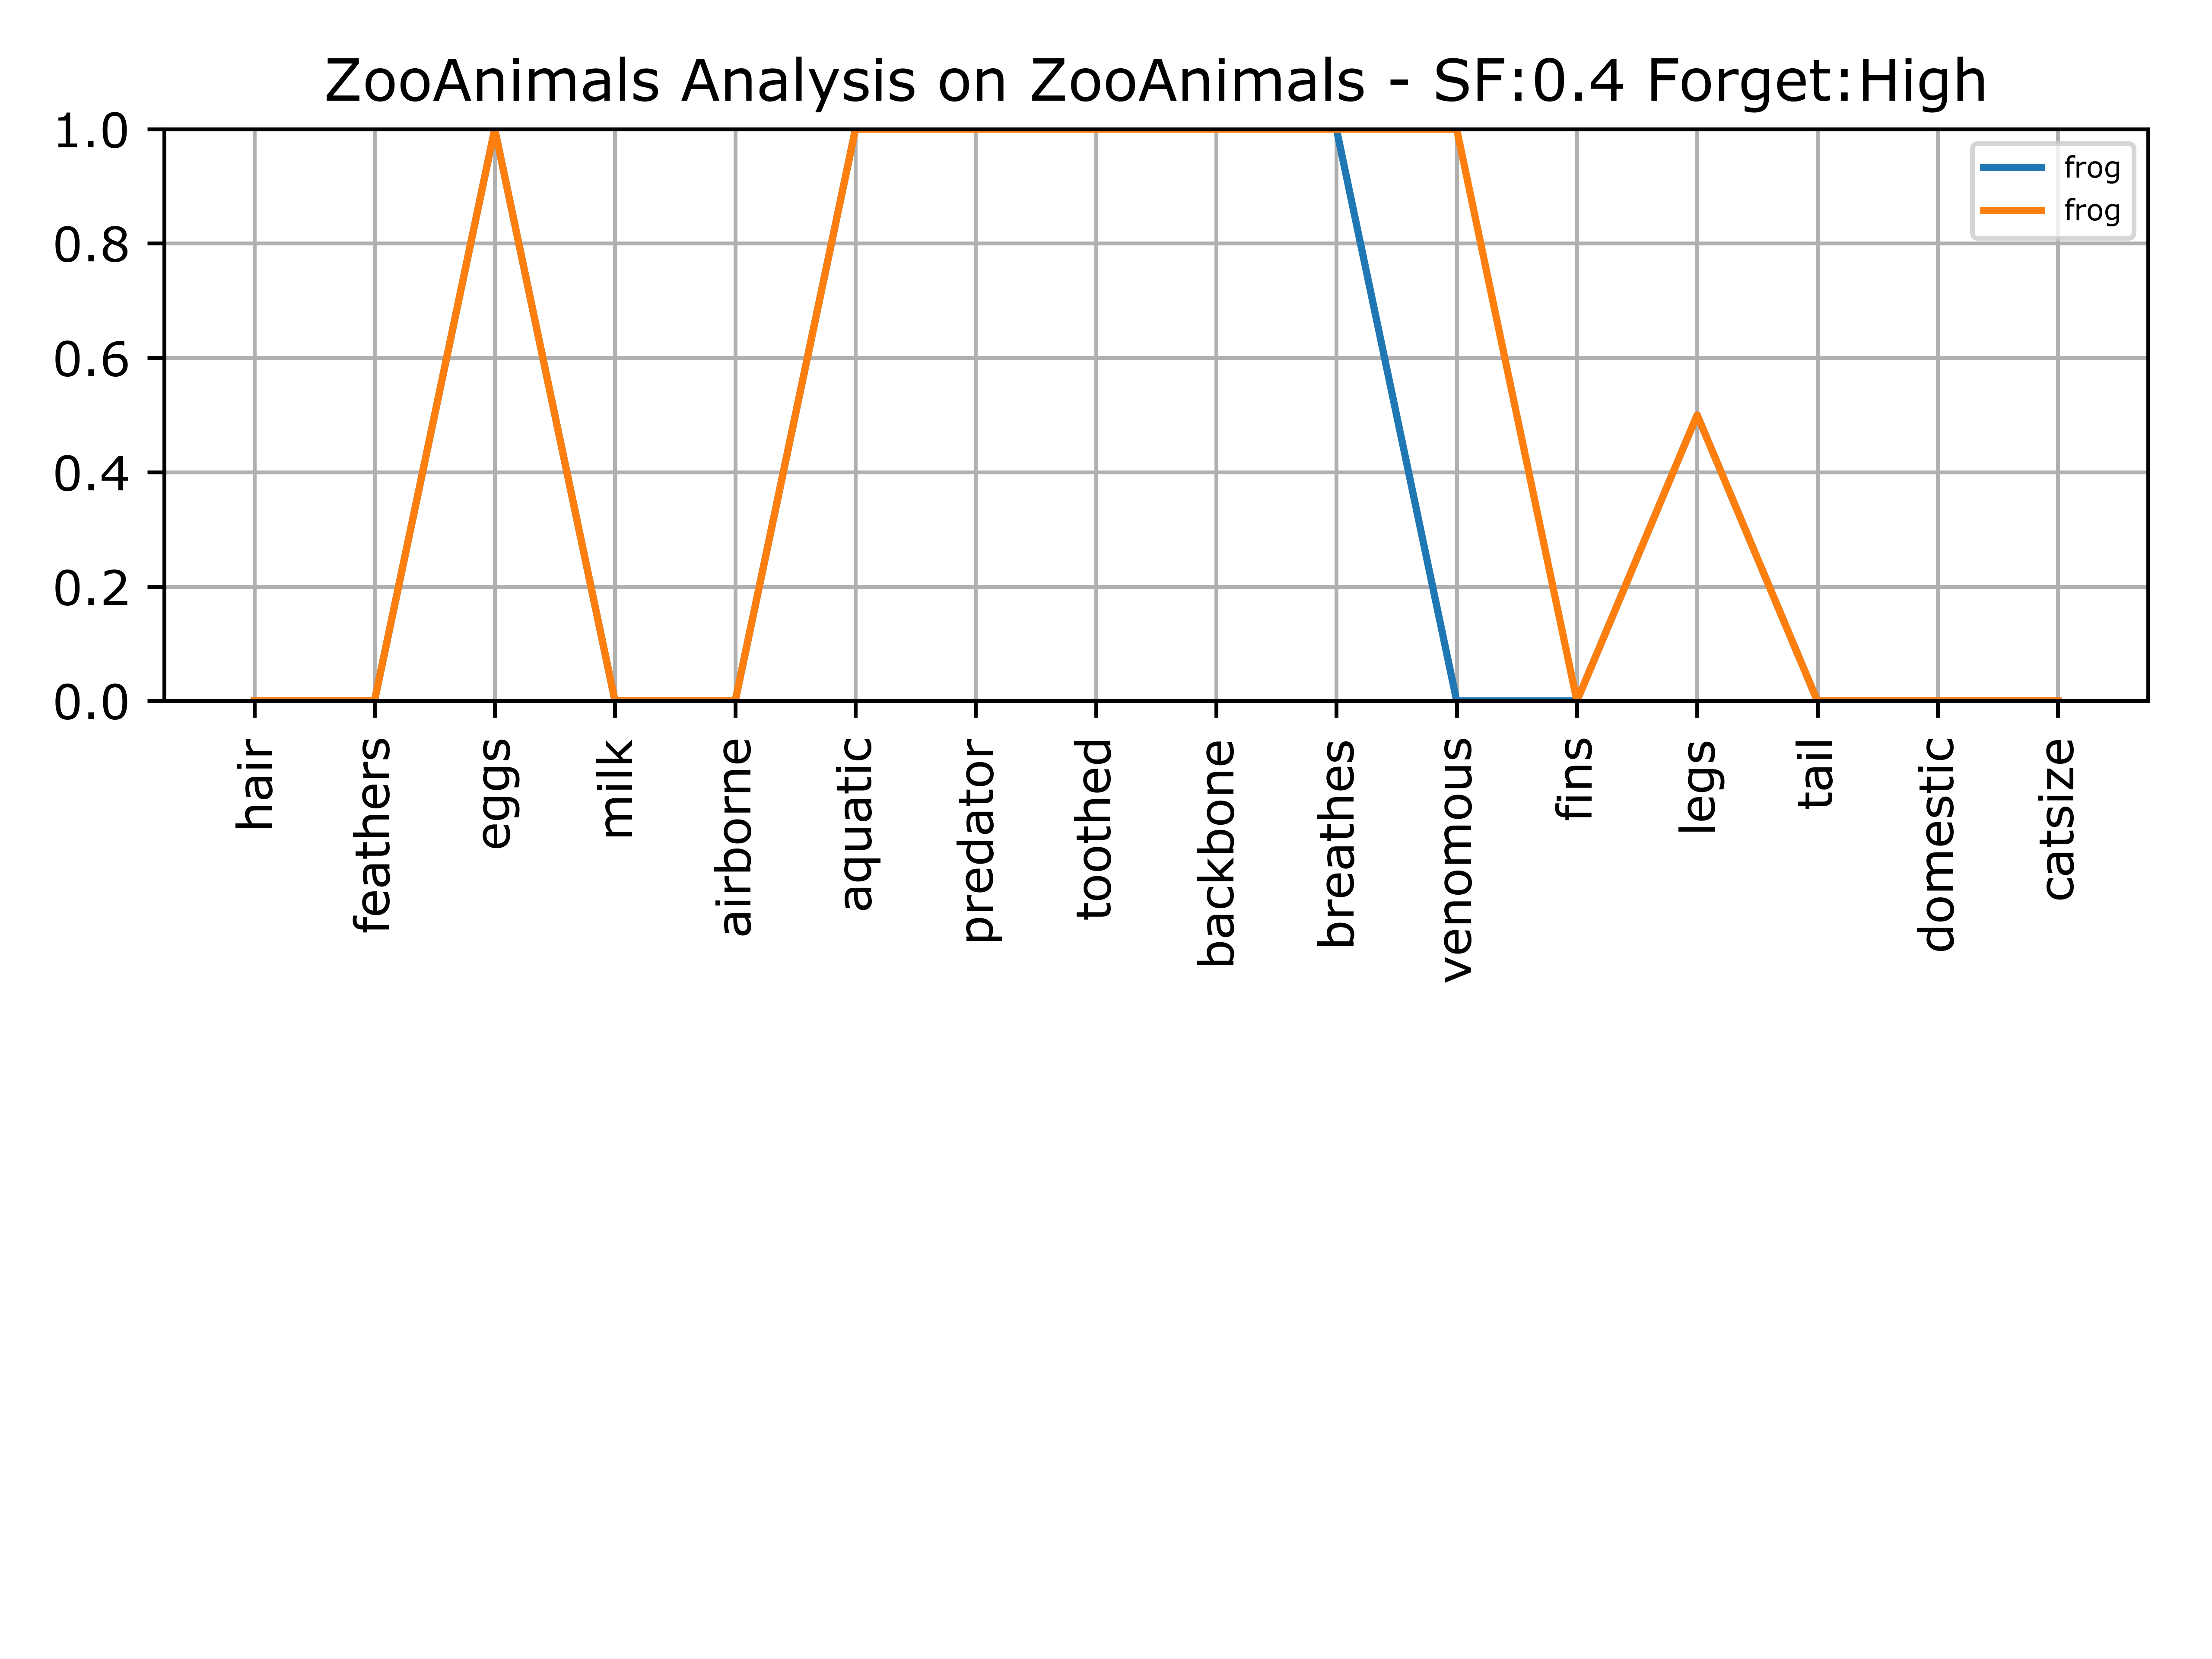 ZooAnimals Analysis on ZooAnimals - SF:0.4 Forget:High
1.0
0.8
0.6
0.4
0.2
0.0
frog
frog
hair
feathers
eggs
milk
airborne
aquatic
predator
toothed
backbone
breathes
venomous
fins
legs
tail
domestic
catsize